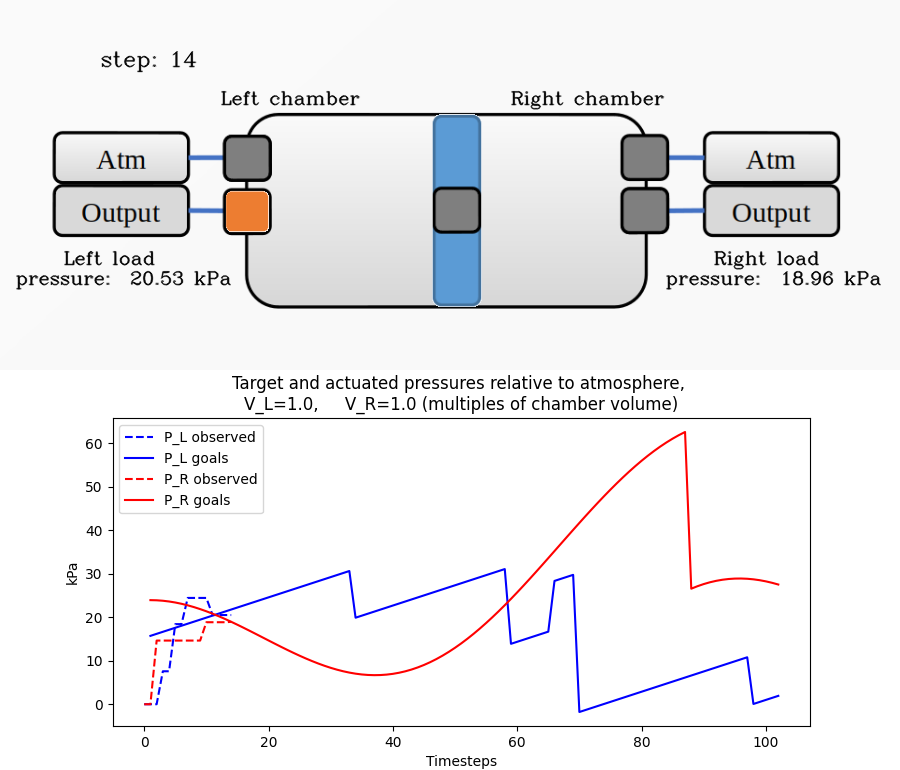 step: 14
Left chamber
Right chamber
Atm
Atm
Output
Output
Left load
pressure: 20.53 kPa
Right load
pressure: 18.96 kPa
Target and actuated pressures relative to atmosphere,
V_L=1.0, V_R=1.0 (multiples of chamber volume)
P_L observed
P_L goals
P_R observed
P_R goals
60
50
40
30
20
10
0
kPa
0 20 40 60 80 100
Timesteps